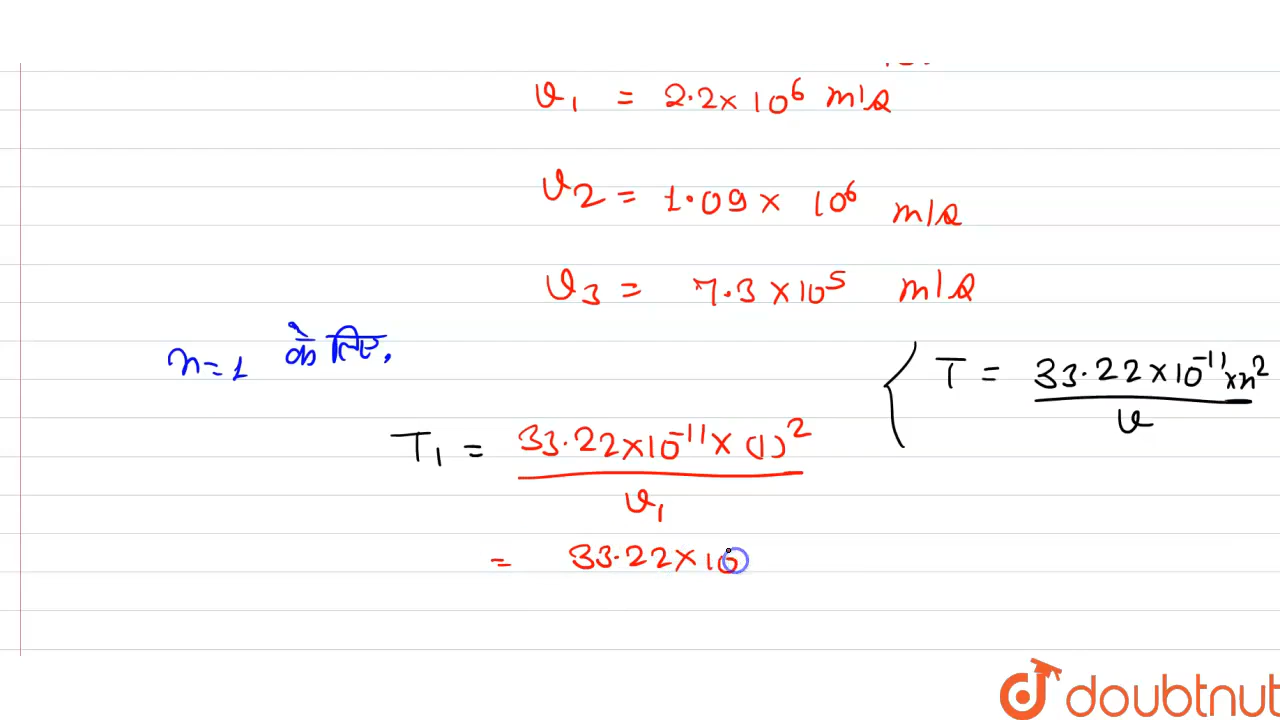 v₁ = 2.2 × 10⁶ m/s
v₂ = 1.09 × 10⁶ m/s
v₃ = 7.3 × 10⁵ m/s
n=1 के लिए,
T = 33.22×10⁻¹¹×n² / v
T₁ = 33.22×10⁻¹¹×(1)² / v₁
= 33.22×10
doubtnut